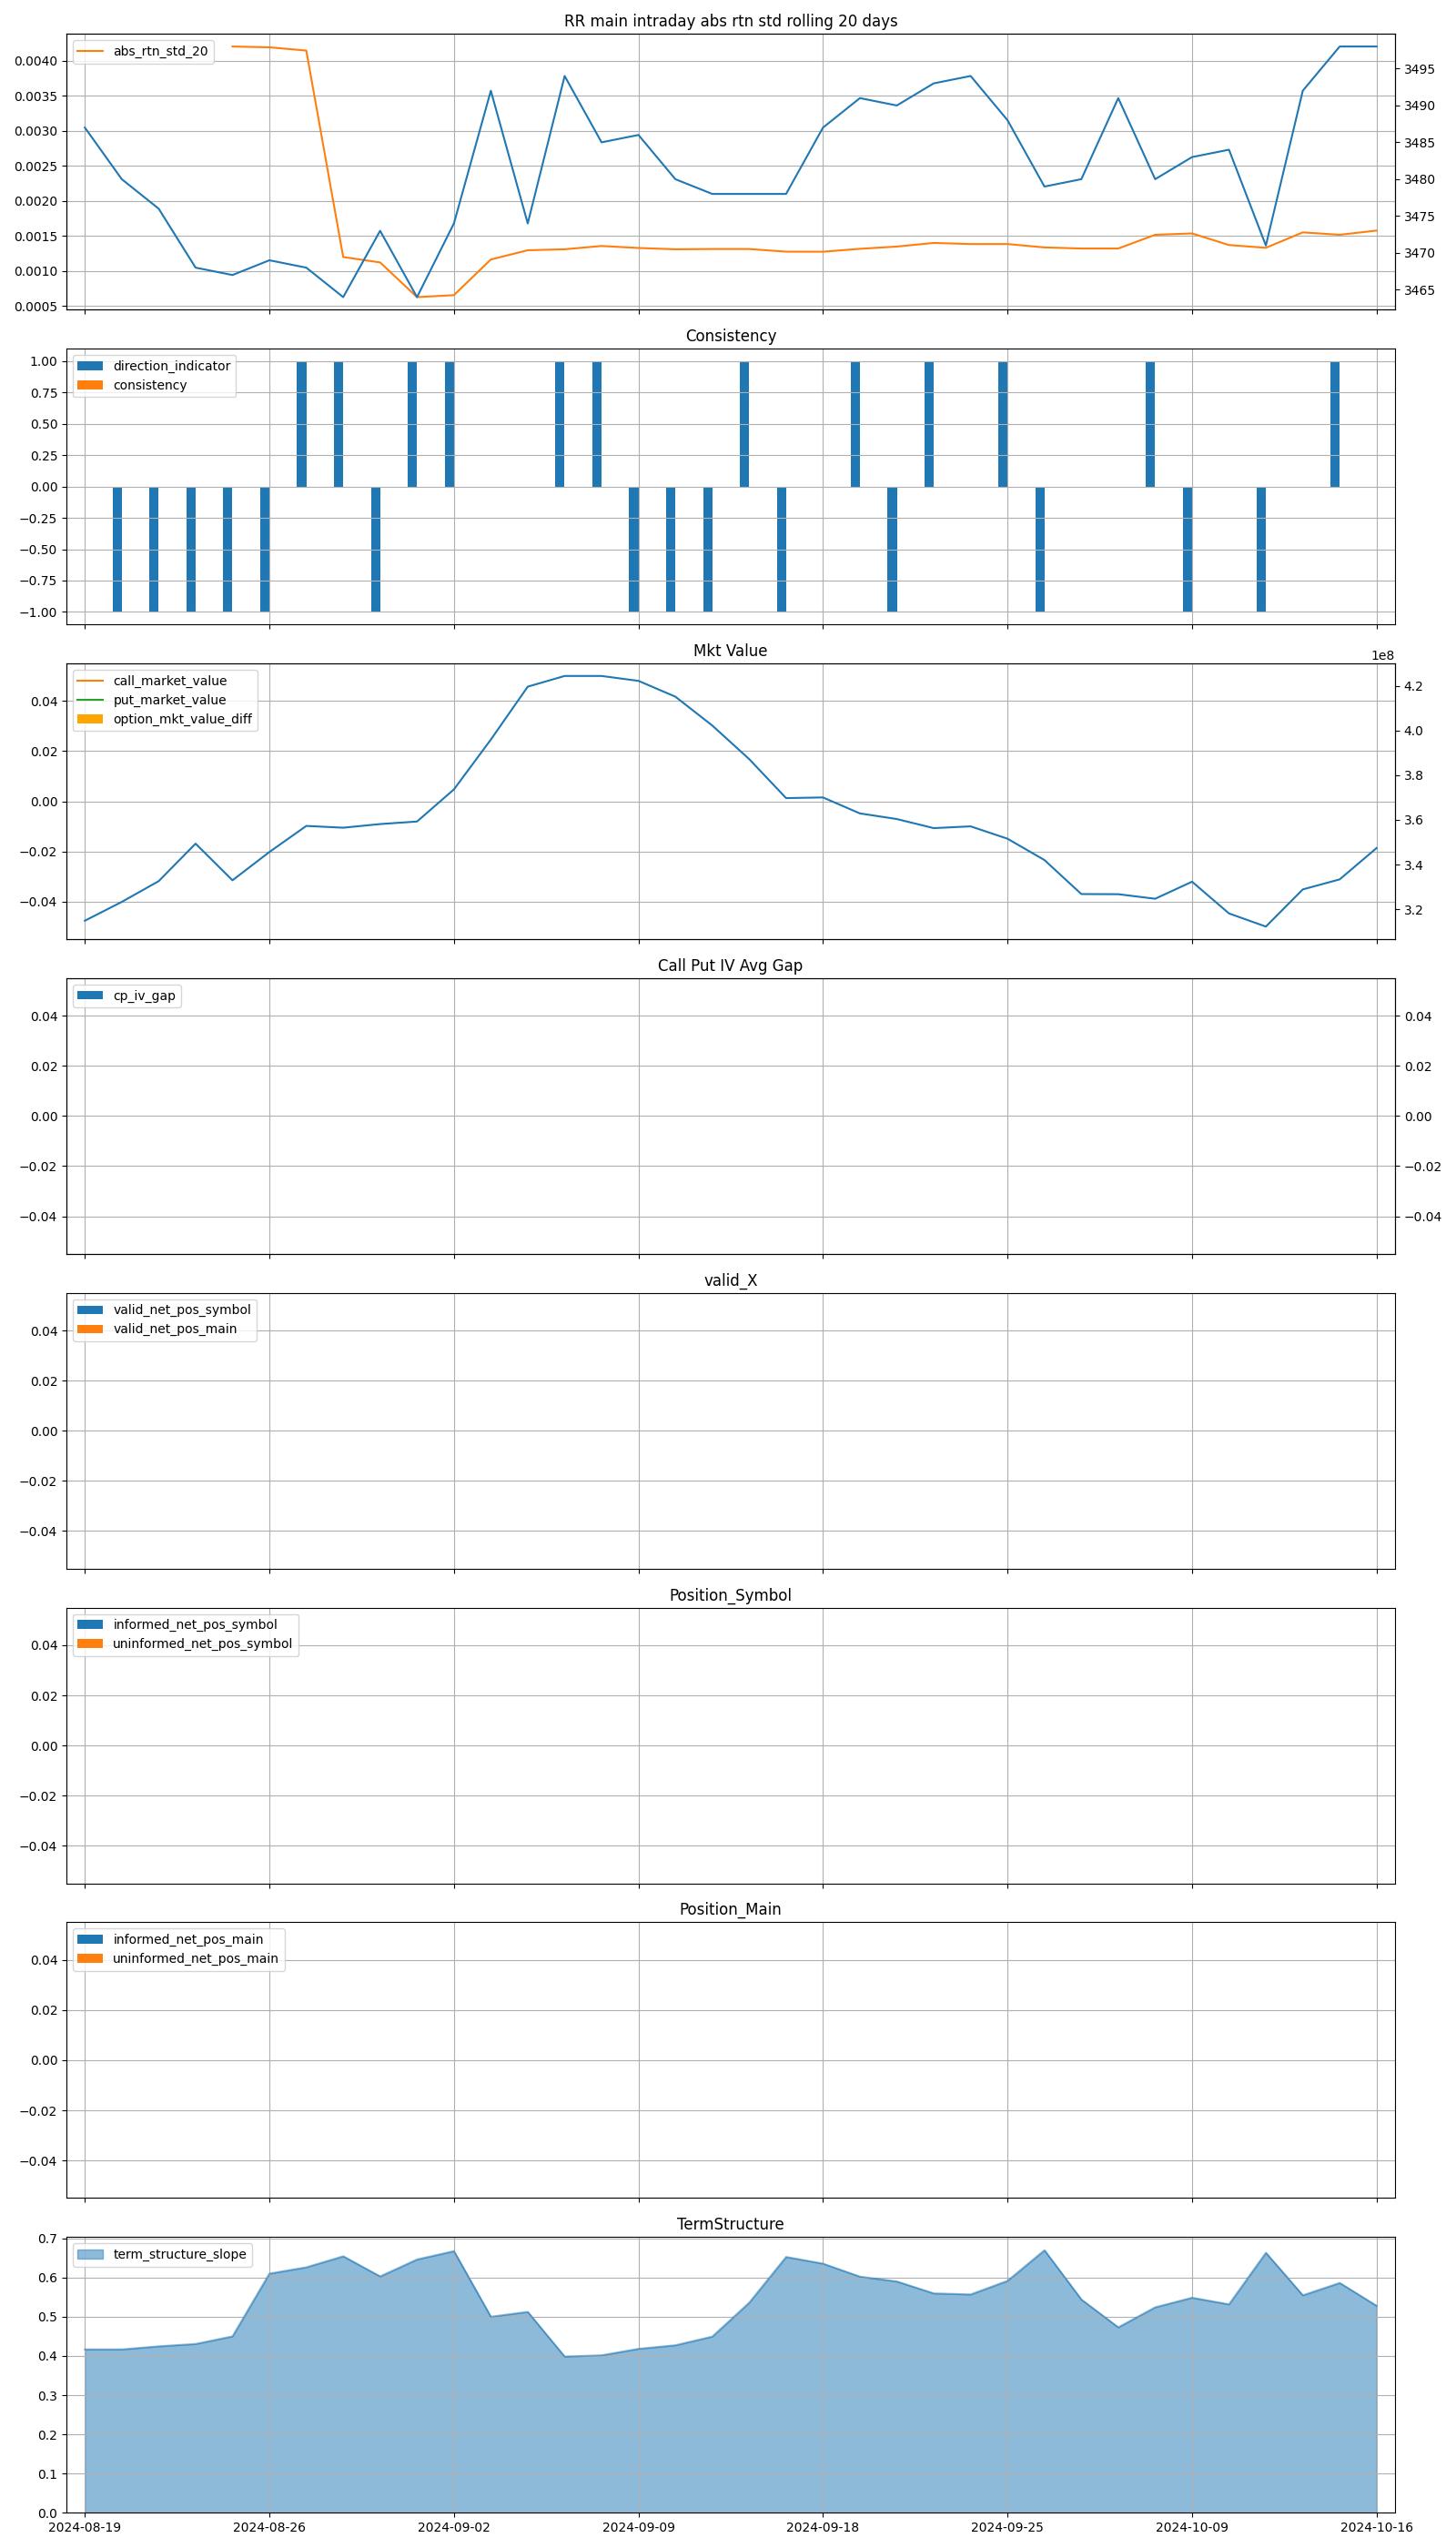 RR main intraday abs rtn std rolling 20 days
abs_rtn_std_20
0.0040
0.0035
0.0030
0.0025
0.0020
0.0015
0.0010
0.0005
3495
3490
3485
3480
3475
3470
3465
Consistency
direction_indicator
consistency
1.00
0.75
0.50
0.25
0.00
−0.25
−0.50
−0.75
−1.00
Mkt Value
1e8
call_market_value
put_market_value
option_mkt_value_diff
0.04
0.02
0.00
−0.02
−0.04
4.2
4.0
3.8
3.6
3.4
3.2
Call Put IV Avg Gap
cp_iv_gap
0.04
0.02
0.00
−0.02
−0.04
0.04
0.02
0.00
−0.02
−0.04
valid_X
valid_net_pos_symbol
valid_net_pos_main
0.04
0.02
0.00
−0.02
−0.04
Position_Symbol
informed_net_pos_symbol
uninformed_net_pos_symbol
0.04
0.02
0.00
−0.02
−0.04
Position_Main
informed_net_pos_main
uninformed_net_pos_main
0.04
0.02
0.00
−0.02
−0.04
TermStructure
term_structure_slope
0.7
0.6
0.5
0.4
0.3
0.2
0.1
0.0
2024-08-19 2024-08-26 2024-09-02 2024-09-09 2024-09-18 2024-09-25 2024-10-09 2024-10-16